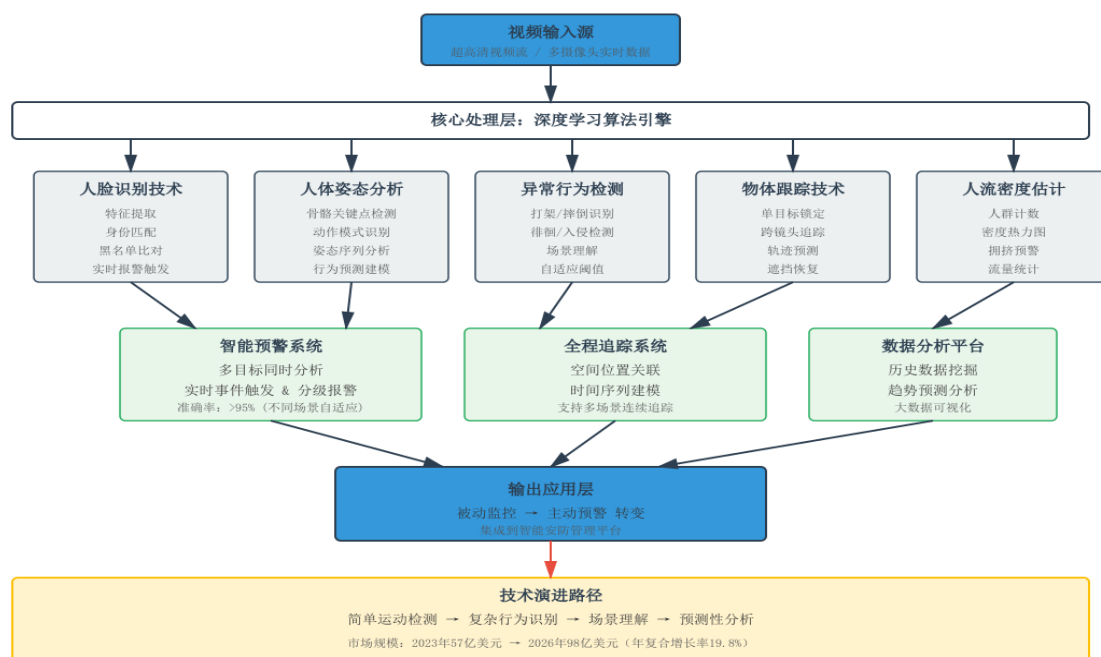 视频输入源
超高清视频流 / 多摄像头实时数据
核心处理层：深度学习算法引擎
人脸识别技术
特征提取
身份匹配
黑名单比对
实时报警触发
人体姿态分析
骨骼关键点检测
动作模式识别
姿态序列分析
行为预测建模
异常行为检测
打架/摔倒识别
徘徊/入侵检测
场景理解
自适应阈值
物体跟踪技术
单目标锁定
跨镜头追踪
轨迹预测
遮挡恢复
人流密度估计
人群计数
密度热力图
拥挤预警
流量统计
智能预警系统
多目标同时分析
实时事件触发 & 分级报警
准确率：>95% (不同场景自适应)
全程追踪系统
空间位置关联
时间序列建模
支持多场景连续追踪
数据分析平台
历史数据挖掘
趋势预测分析
大数据可视化
输出应用层
被动监控 → 主动预警 转变
集成到智能安防管理平台
技术演进路径
简单运动检测 → 复杂行为识别 → 场景理解 → 预测性分析
市场规模：2023年57亿美元 → 2026年98亿美元（年复合增长率19.8%）